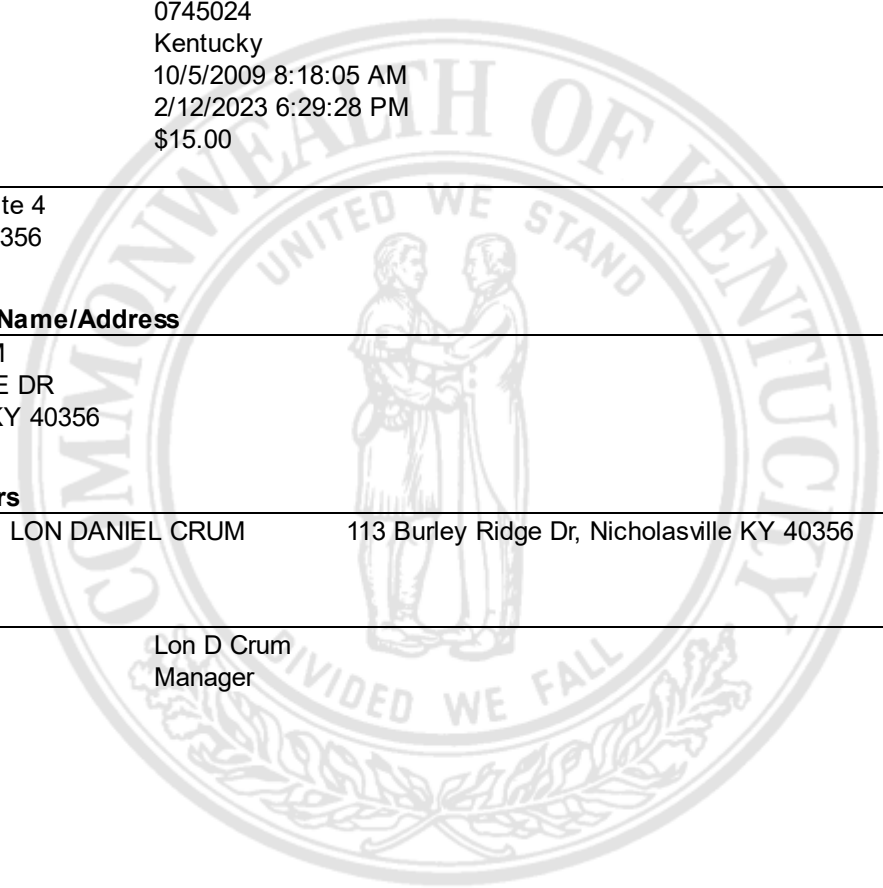 0745024
Kentucky
10/5/2009 8:18:05 AM
2/12/2023 6:29:28 PM
$15.00
te 4
356
Name/Address
E DR
KY 40356
rs
LON DANIEL CRUM 113 Burley Ridge Dr, Nicholasville KY 40356
Lon D Crum
Manager
COMMONWEALTH OF KENTUCKY
UNITED WE STAND
DIVIDED WE FALL